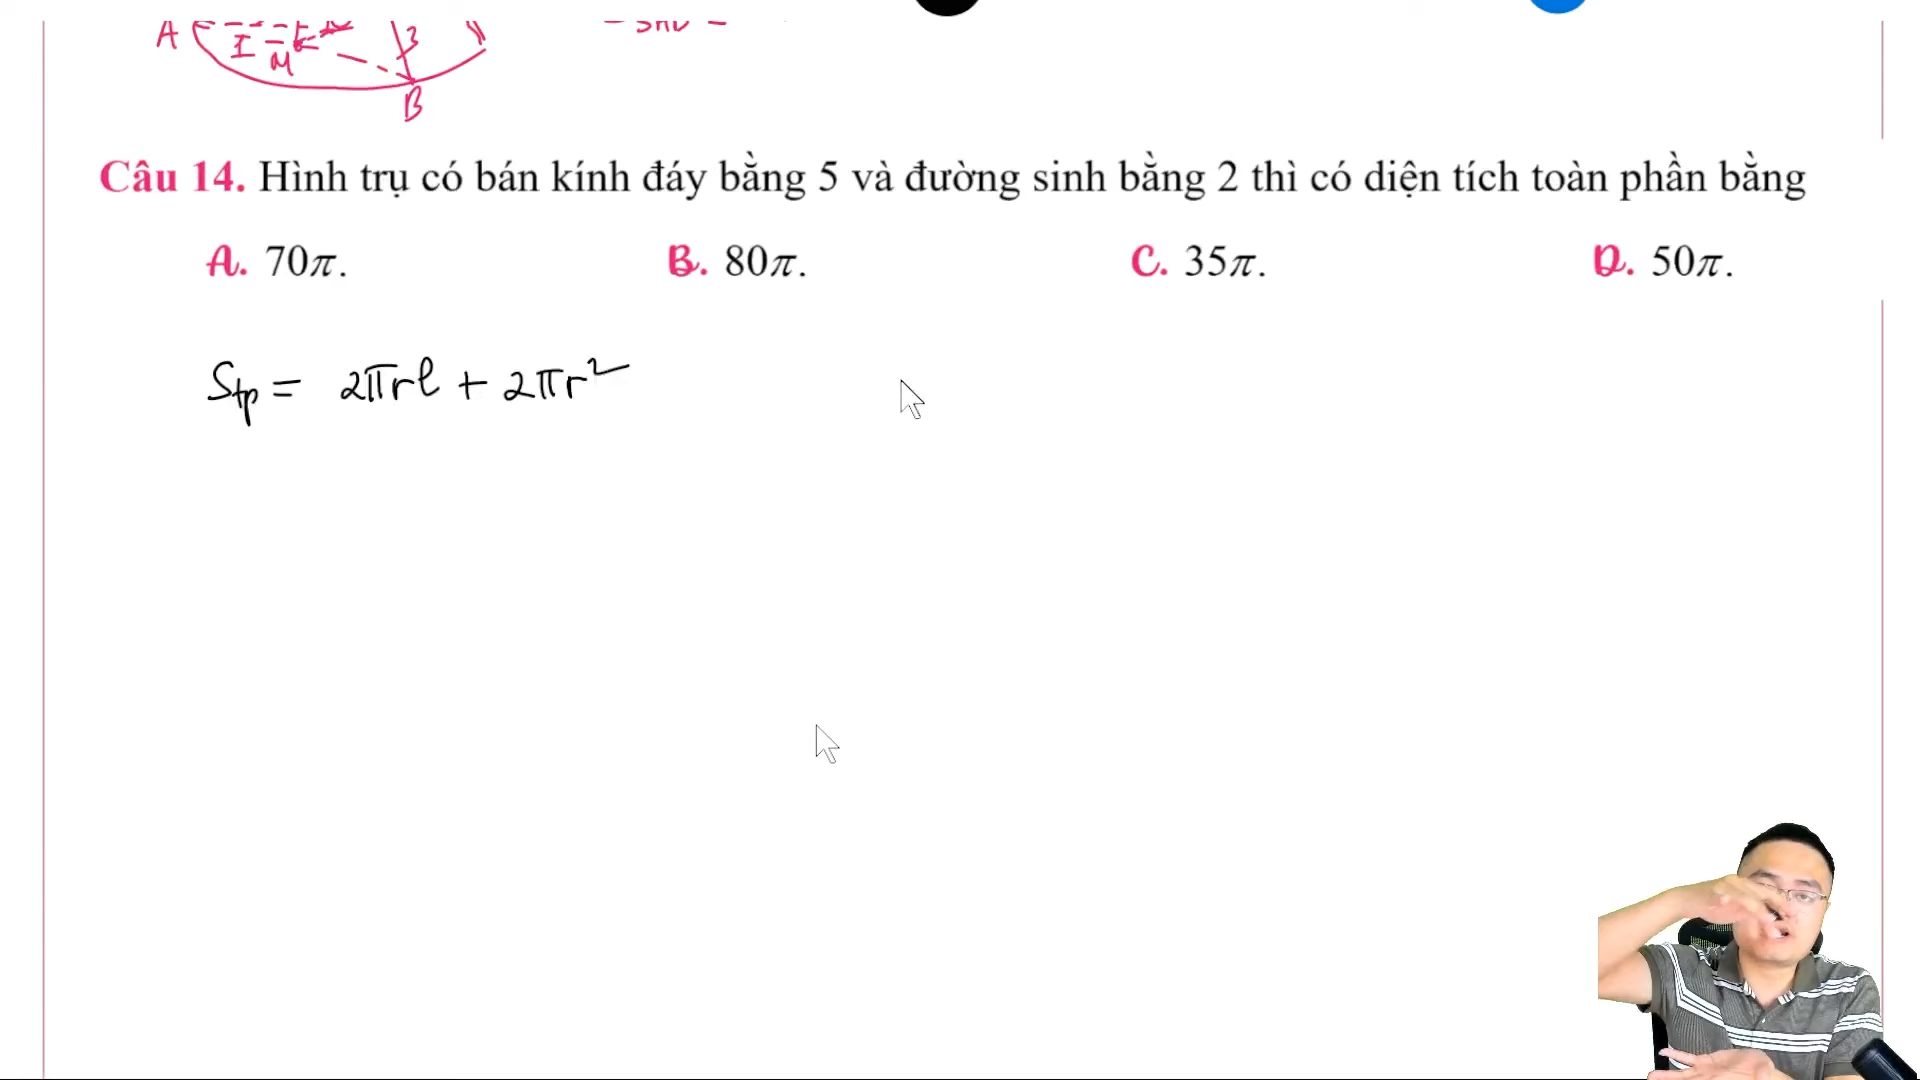 A I M 3
B
Câu 14. Hình trụ có bán kính đáy bằng 5 và đường sinh bằng 2 thì có diện tích toàn phần bằng
A. 70π. B. 80π. C. 35π. D. 50π.
Stp = 2πrl + 2πr²